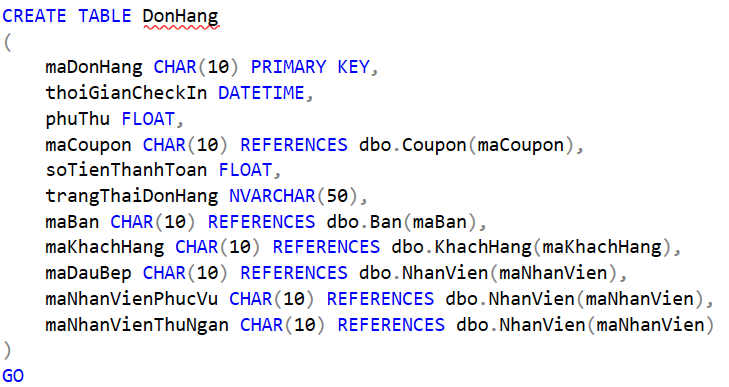 CREATE TABLE DonHang
(
    maDonHang CHAR(10) PRIMARY KEY,
    thoiGianCheckIn DATETIME,
    phuThu FLOAT,
    maCoupon CHAR(10) REFERENCES dbo.Coupon(maCoupon),
    soTienThanhToan FLOAT,
    trangThaiDonHang NVARCHAR(50),
    maBan CHAR(10) REFERENCES dbo.Ban(maBan),
    maKhachHang CHAR(10) REFERENCES dbo.KhachHang(maKhachHang),
    maDauBep CHAR(10) REFERENCES dbo.NhanVien(maNhanVien),
    maNhanVienPhucVu CHAR(10) REFERENCES dbo.NhanVien(maNhanVien),
    maNhanVienThuNgan CHAR(10) REFERENCES dbo.NhanVien(maNhanVien)
)
GO